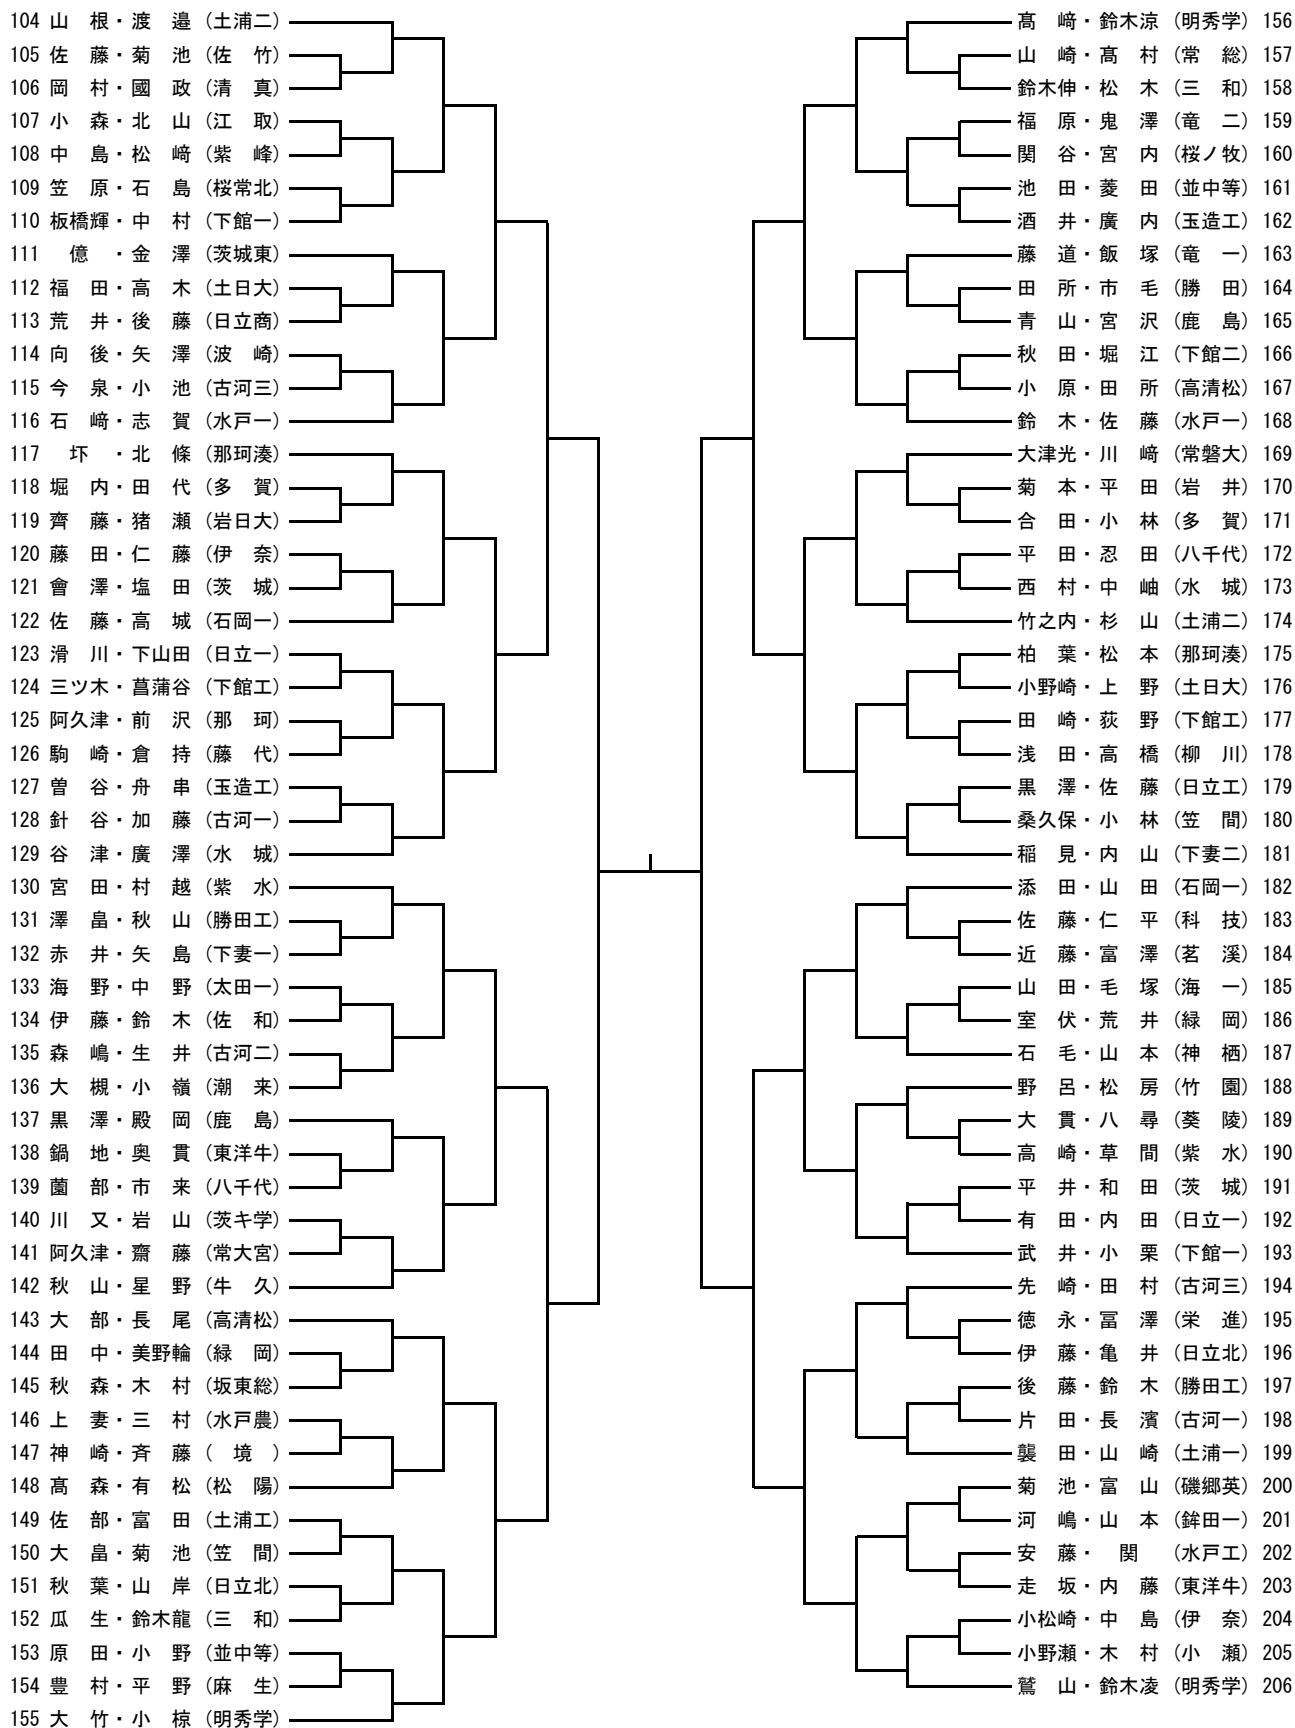 104 山　根・渡　邉（土浦二）
105 佐　藤・菊　池（佐　竹）
106 岡　村・國　政（清　真）
107 小　森・北　山（江　取）
108 中　島・松　﨑（紫　峰）
109 笠　原・石　島（桜常北）
110 板橋輝・中　村（下館一）
111 　億　・金　澤（茨城東）
112 福　田・高　木（土日大）
113 荒　井・後　藤（日立商）
114 向　後・矢　澤（波　崎）
115 今　泉・小　池（古河三）
116 石　﨑・志　賀（水戸一）
117 　圷　・北　條（那珂湊）
118 堀　内・田　代（多　賀）
119 齊　藤・猪　瀬（岩日大）
120 藤　田・仁　藤（伊　奈）
121 會　澤・塩　田（茨　城）
122 佐　藤・高　城（石岡一）
123 滑　川・下山田（日立一）
124 三ツ木・菖蒲谷（下館工）
125 阿久津・前　沢（那　珂）
126 駒　崎・倉　持（藤　代）
127 曽　谷・舟　串（玉造工）
128 針　谷・加　藤（古河一）
129 谷　津・廣　澤（水　城）
130 宮　田・村　越（紫　水）
131 澤　畠・秋　山（勝田工）
132 赤　井・矢　島（下妻一）
133 海　野・中　野（太田一）
134 伊　藤・鈴　木（佐　和）
135 森　嶋・生　井（古河二）
136 大　槻・小　嶺（潮　来）
137 黒　澤・殿　岡（鹿　島）
138 鍋　地・奥　貫（東洋牛）
139 薗　部・市　来（八千代）
140 川　又・岩　山（茨キ学）
141 阿久津・齋　藤（常大宮）
142 秋　山・星　野（牛　久）
143 大　部・長　尾（高清松）
144 田　中・美野輪（緑　岡）
145 秋　森・木　村（坂東総）
146 上　妻・三　村（水戸農）
147 神　崎・斉　藤（　境　）
148 髙　森・有　松（松　陽）
149 佐　部・富　田（土浦工）
150 大　畠・菊　池（笠　間）
151 秋　葉・山　岸（日立北）
152 瓜　生・鈴木龍（三　和）
153 原　田・小　野（並中等）
154 豊　村・平　野（麻　生）
155 大　竹・小　椋（明秀学）
髙　﨑・鈴木涼（明秀学）156
山　崎・髙　村（常　総）157
鈴木伸・松　木（三　和）158
福　原・鬼　澤（竜　二）159
関　谷・宮　内（桜ノ牧）160
池　田・菱　田（並中等）161
酒　井・廣　内（玉造工）162
藤　道・飯　塚（竜　一）163
田　所・市　毛（勝　田）164
青　山・宮　沢（鹿　島）165
秋　田・堀　江（下館二）166
小　原・田　所（高清松）167
鈴　木・佐　藤（水戸一）168
大津光・川　﨑（常磐大）169
菊　本・平　田（岩　井）170
合　田・小　林（多　賀）171
平　田・忍　田（八千代）172
西　村・中　岫（水　城）173
竹之内・杉　山（土浦二）174
柏　葉・松　本（那珂湊）175
小野崎・上　野（土日大）176
田　崎・荻　野（下館工）177
浅　田・高　橋（柳　川）178
黒　澤・佐　藤（日立工）179
桑久保・小　林（笠　間）180
稲　見・内　山（下妻二）181
添　田・山　田（石岡一）182
佐　藤・仁　平（科　技）183
近　藤・富　澤（茗　溪）184
山　田・毛　塚（海　一）185
室　伏・荒　井（緑　岡）186
石　毛・山　本（神　栖）187
野　呂・松　房（竹　園）188
大　貫・八　尋（葵　陵）189
高　崎・草　間（紫　水）190
平　井・和　田（茨　城）191
有　田・内　田（日立一）192
武　井・小　栗（下館一）193
先　崎・田　村（古河三）194
徳　永・冨　澤（栄　進）195
伊　藤・亀　井（日立北）196
後　藤・鈴　木（勝田工）197
片　田・長　濱（古河一）198
襲　田・山　崎（土浦一）199
菊　池・富　山（磯郷英）200
河　嶋・山　本（鉾田一）201
安　藤・　関　（水戸工）202
走　坂・内　藤（東洋牛）203
小松崎・中　島（伊　奈）204
小野瀬・木　村（小　瀬）205
鷲　山・鈴木凌（明秀学）206